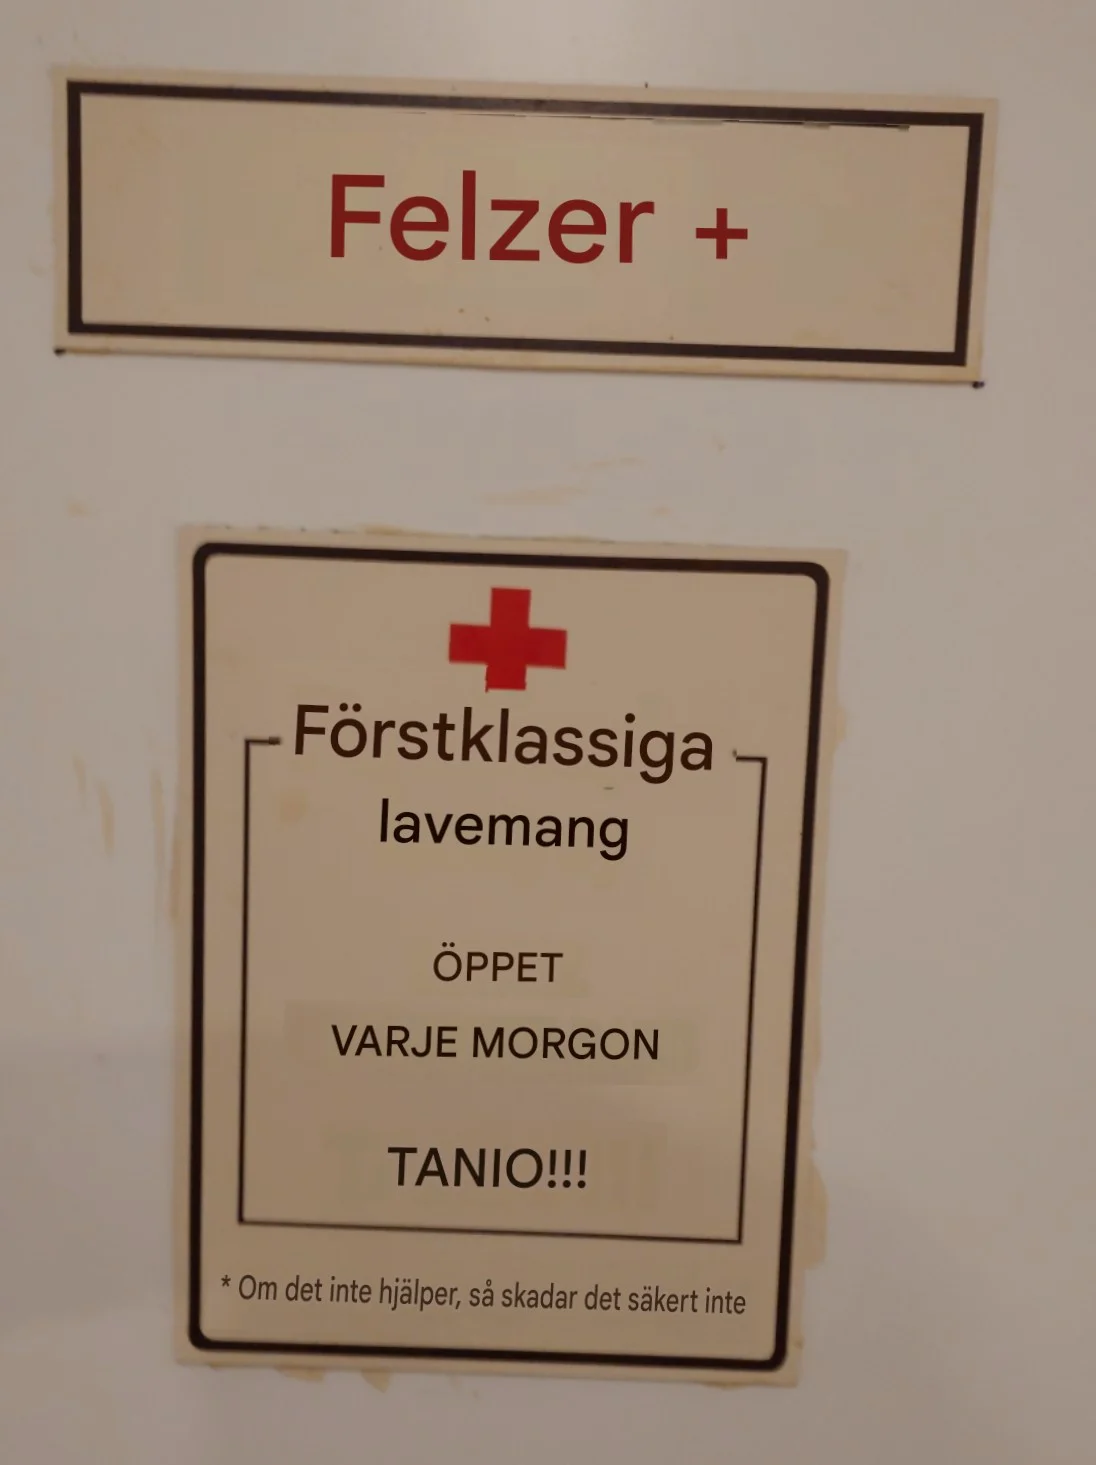 Felzer +
Förstklassiga
lavemang
ÖPPET
VARJE MORGON
TANIO!!!
* Om det inte hjälper, så skadar det säkert inte